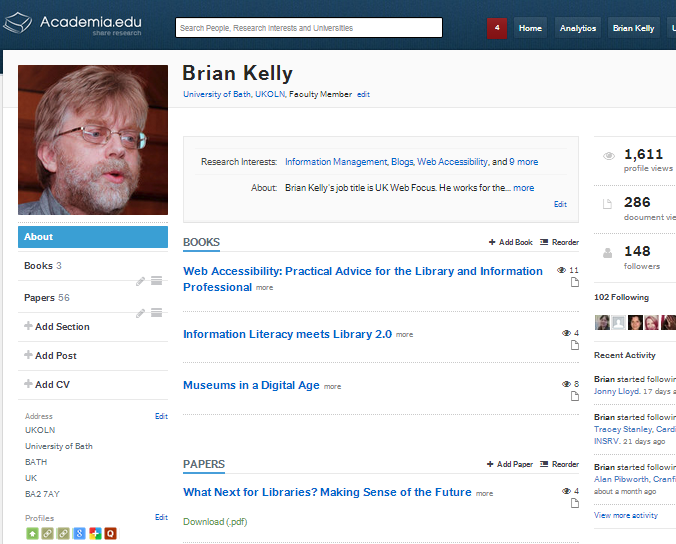 Academia.edu
share research
Search People, Research Interests and Universities
4
Home
Analytics
Brian Kelly
Brian Kelly
University of Bath, UKOLN, Faculty Member edit
Research Interests: Information Management, Blogs, Web Accessibility, and 9 more
About: Brian Kelly's job title is UK Web Focus. He works for the... more
Edit
1,611
profile views
286
document vie
148
followers
102 Following
Recent Activity
Brian started followin
Jonny Lloyd. 17 days a
Brian started followin
Tracey Stanley, Cardi
INSRV. 21 days ago
Brian started followin
Alan Pibworth, Cranfi
about a month ago
View more activity
About
Books 3
Papers 56
Add Section
Add Post
Add CV
Address Edit
UKOLN
University of Bath
BATH
UK
BA2 7AY
Profiles Edit
BOOKS
Add Book Reorder
Web Accessibility: Practical Advice for the Library and Information
Professional more
11
Information Literacy meets Library 2.0 more
4
Museums in a Digital Age more
8
PAPERS
Add Paper Reorder
What Next for Libraries? Making Sense of the Future more
4
Download (.pdf)